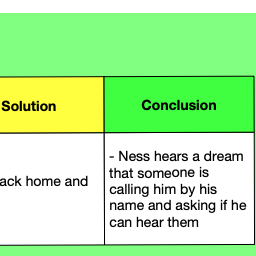 Solution
Conclusion
ack home and
- Ness hears a dream
that someone is
calling him by his
name and asking if he
can hear them